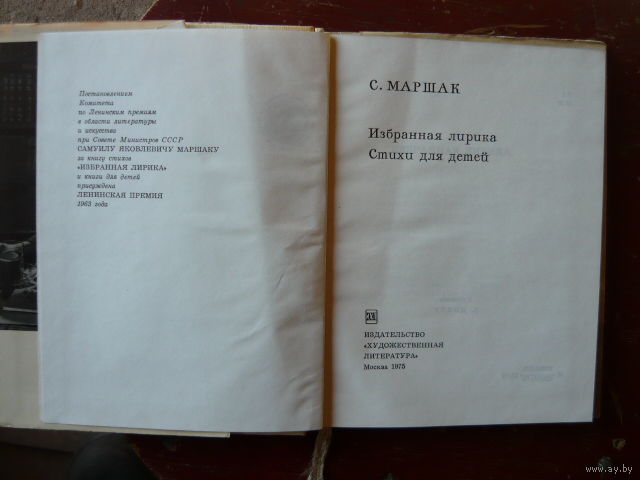 Постановлением
Комитета
по Ленинским премиям
в области литературы
и искусства
при Совете Министров СССР
САМУИЛУ ЯКОВЛЕВИЧУ МАРШАКУ
за книгу стихов
«ИЗБРАННАЯ ЛИРИКА»
и книги для детей
присуждена
ЛЕНИНСКАЯ ПРЕМИЯ
1963 года
С. МАРШАК
Избранная лирика
Стихи для детей
ИЗДАТЕЛЬСТВО
«ХУДОЖЕСТВЕННАЯ
ЛИТЕРАТУРА»
Москва 1975
www.ay.by